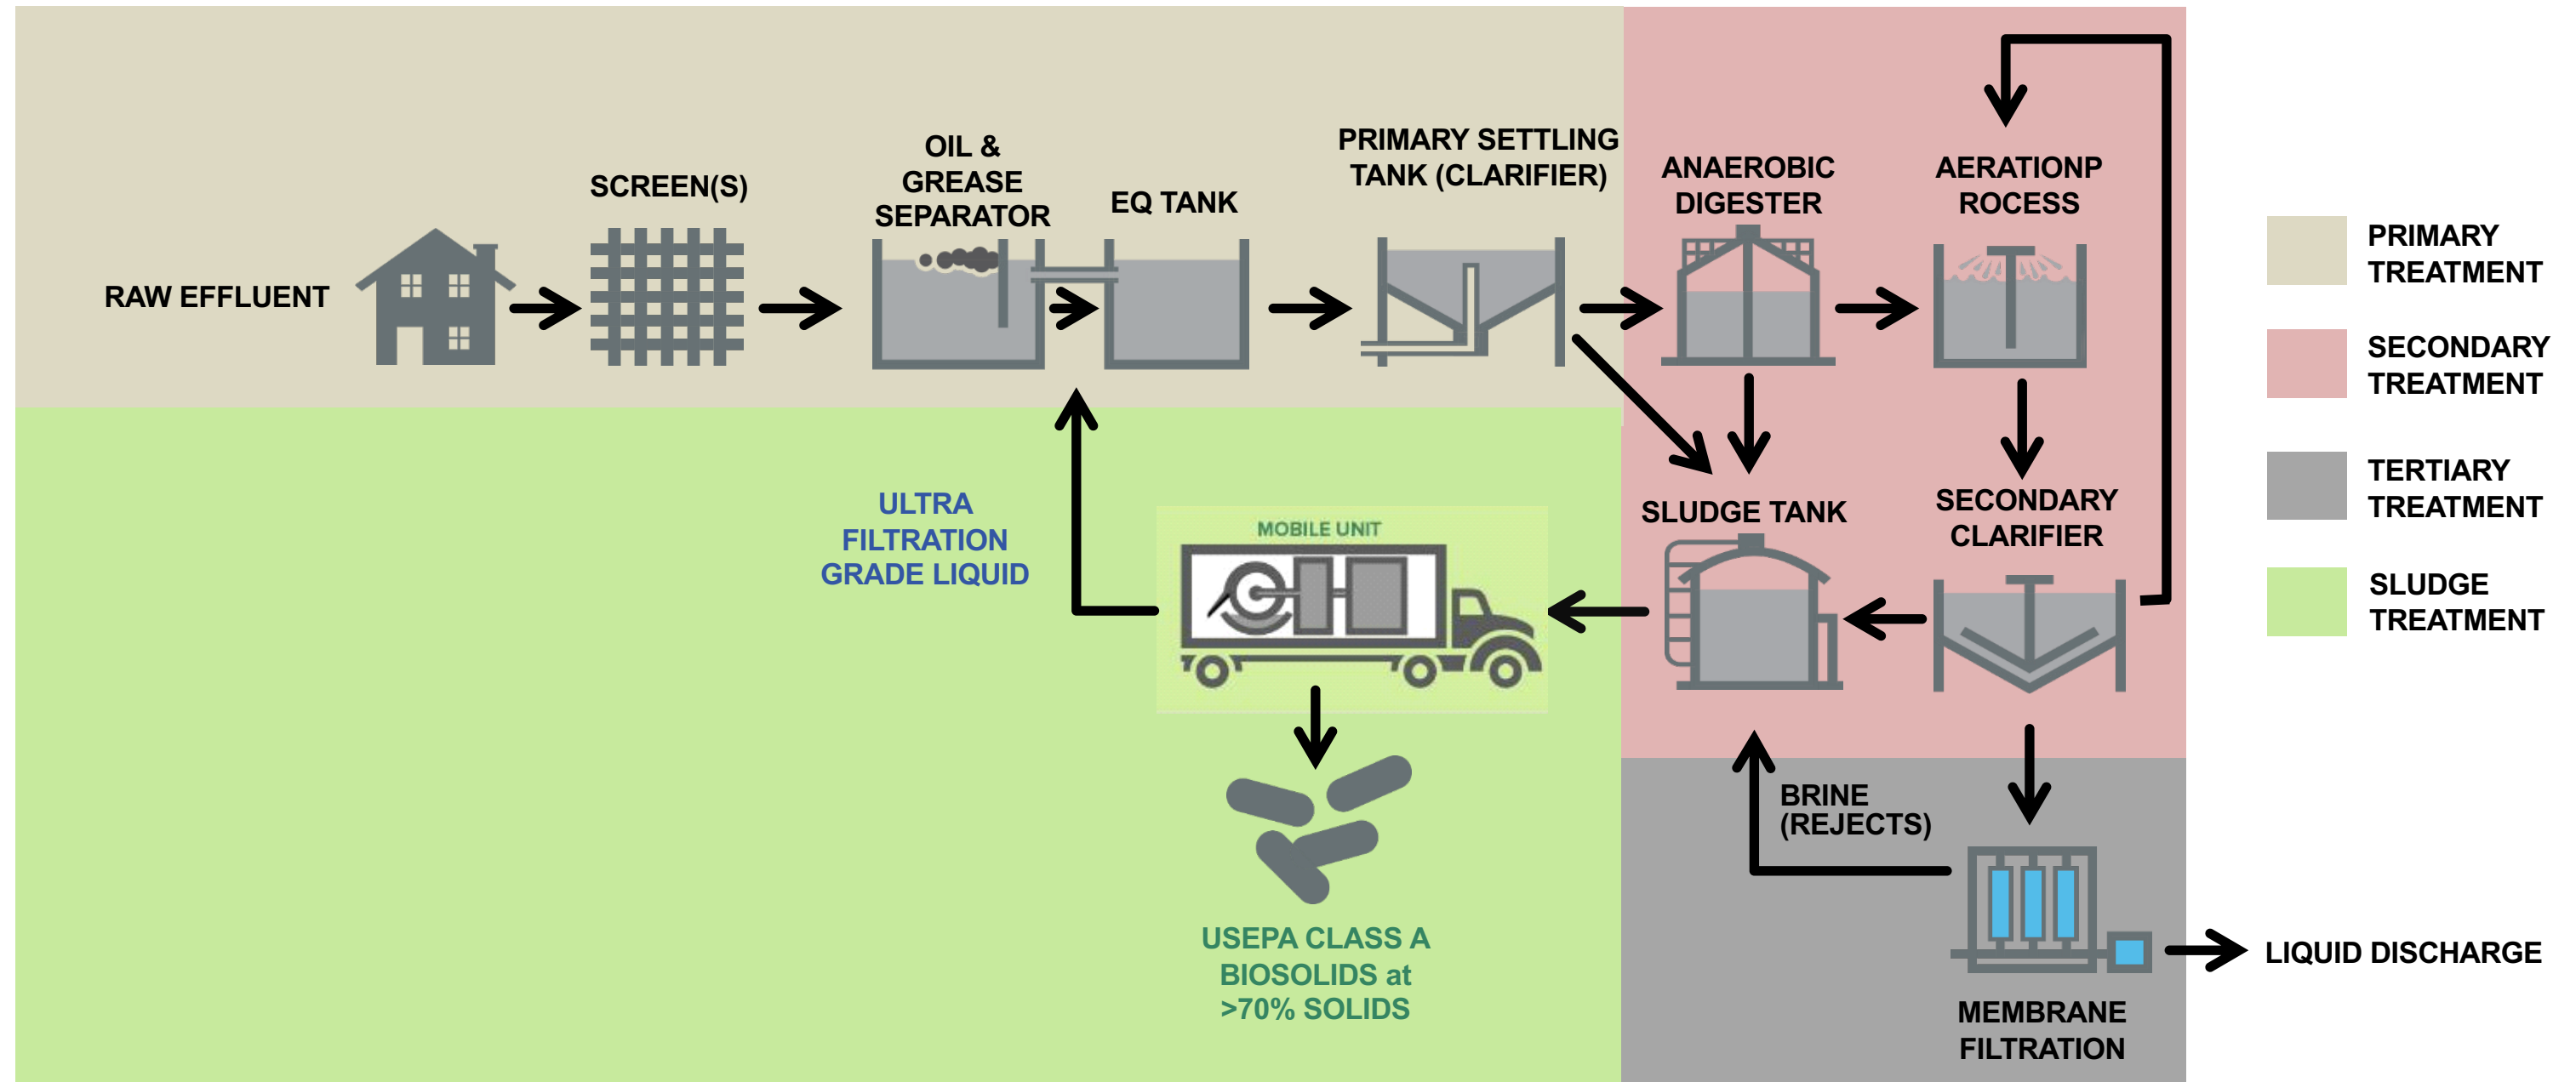 RAW EFFLUENT
SCREEN(S)
OIL &
GREASE
SEPARATOR
EQ TANK
PRIMARY SETTLING
TANK (CLARIFIER)
ANAEROBIC
DIGESTER
AERATIONP
ROCESS
PRIMARY
TREATMENT
SECONDARY
TREATMENT
TERTIARY
TREATMENT
SLUDGE
TREATMENT
ULTRA
FILTRATION
GRADE LIQUID
MOBILE UNIT
SLUDGE TANK
SECONDARY
CLARIFIER
BRINE
(REJECTS)
USEPA CLASS A
BIOSOLIDS at
>70% SOLIDS
LIQUID DISCHARGE
MEMBRANE
FILTRATION